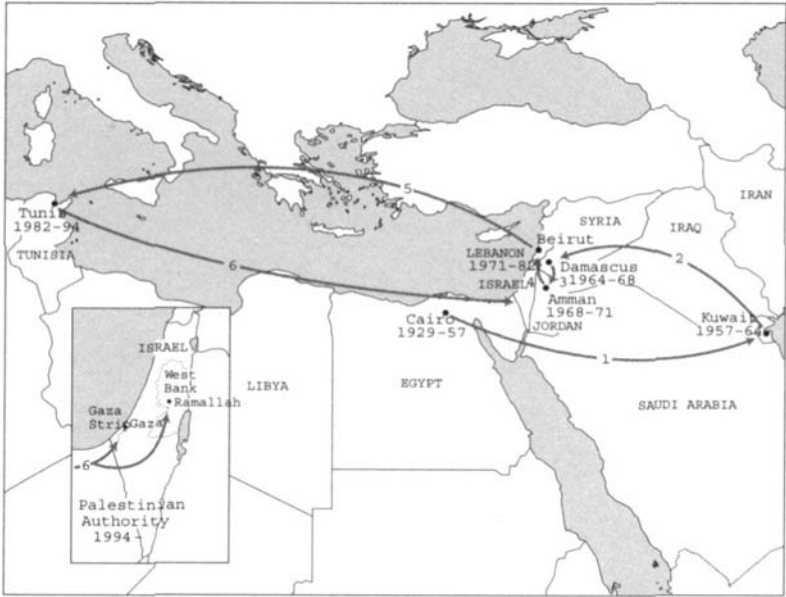 IRAN
SYRIA
IRAQ
5
Tunis
1982-94
TUNISIA
Beirut
LEBANON
1971-82
2
6
Damascus
1964-68
4
3
ISRAEL
Amman
1968-71
Kuwait
1957-64
Cairo
1929-57
JORDAN
1
ISRAEL
West
Bank
Ramallah
LIBYA
EGYPT
SAUDI ARABIA
Gaza
Strip
Gaza
6
Palestinian
Authority
1994-